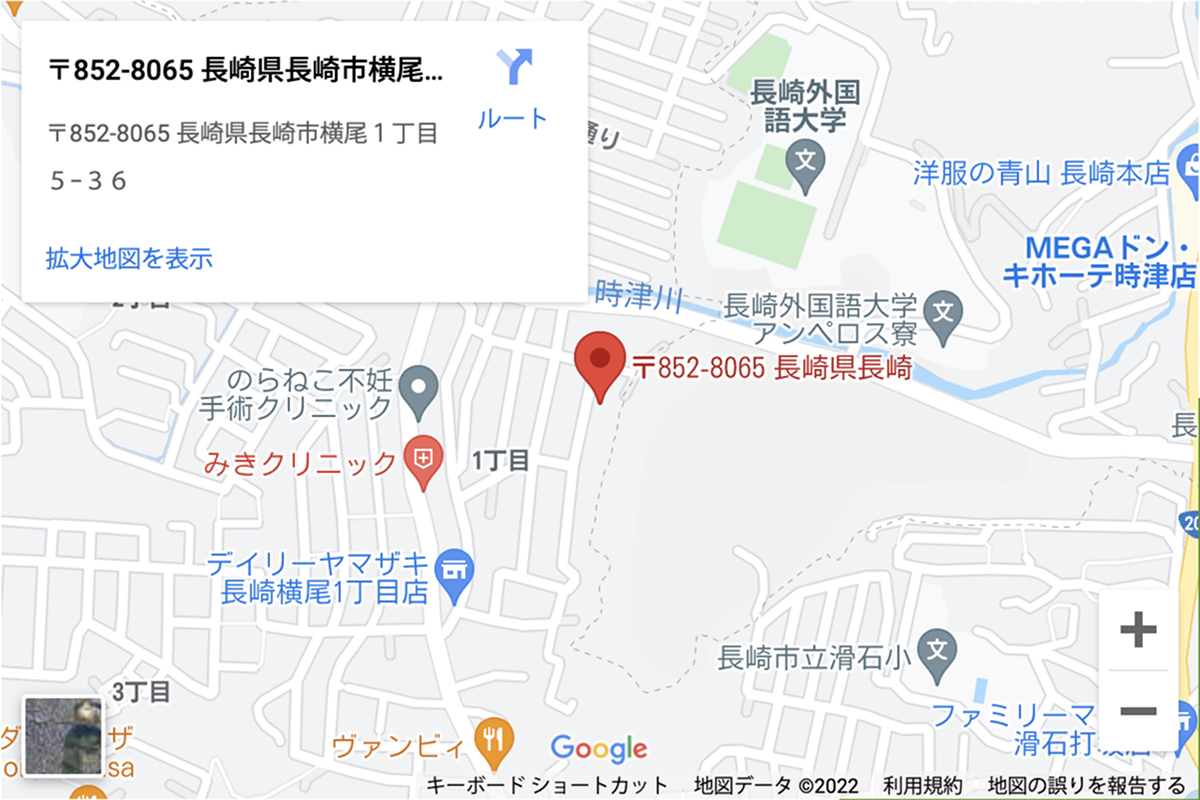 〒852-8065 長崎県長崎市横尾...
ルート
〒852-8065 長崎県長崎市横尾1丁目
5-36
拡大地図を表示
長崎外国
語大学
洋服の青山 長崎本店
MEGAドン・
キホーテ時津店
時津川
長崎外国語大学
アンペロス寮
〒852-8065 長崎県長崎
のらねこ不妊
手術クリニック
みきクリニック
1丁目
長
20
デイリーヤマザキ
長崎横尾1丁目店
長崎市立滑石小
3丁目
ファミリーマ
滑石打
ヴァンビィ
Google
キーボード ショートカット
地図データ ©2022
利用規約
地図の誤りを報告する